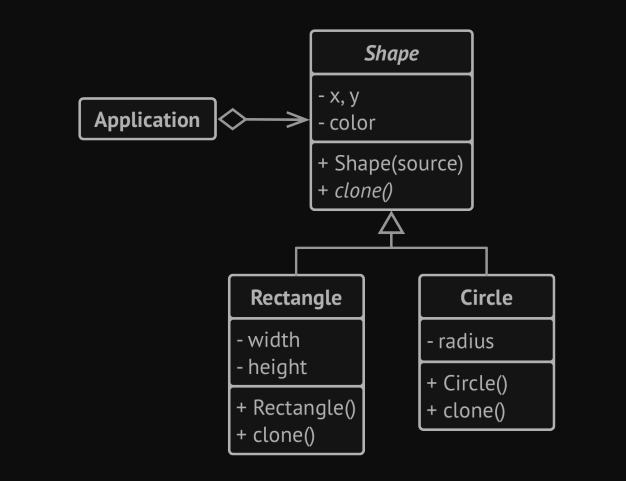 Shape
- x, y
- color
+ Shape(source)
+ clone()
Application
Rectangle
- width
- height
+ Rectangle()
+ clone()
Circle
- radius
+ Circle()
+ clone()